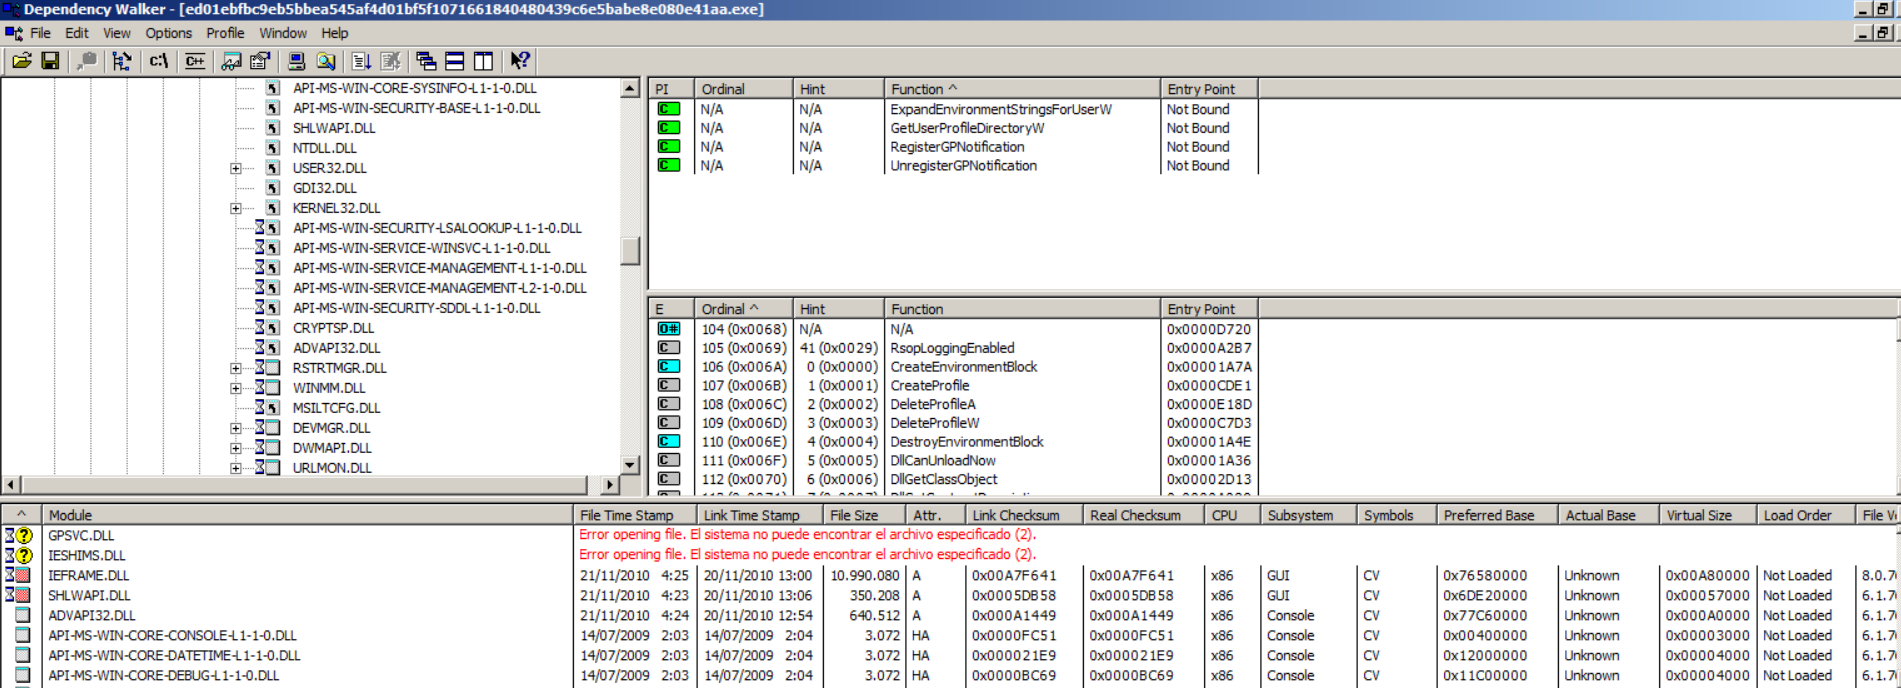 Dependency Walker - [ed01ebfbc9eb5bbea545af4d01bf5f1071661840480439c6e5babe8e080e41aa.exe]
File Edit View Options Profile Window Help
c:\ C++
API-MS-WIN-CORE-SYSINFO-L1-1-0.DLL
API-MS-WIN-SECURITY-BASE-L1-1-0.DLL
SHLWAPI.DLL
NTDLL.DLL
USER32.DLL
GDI32.DLL
KERNEL32.DLL
API-MS-WIN-SECURITY-LSALOOKUP-L1-1-0.DLL
API-MS-WIN-SERVICE-WINSVC-L1-1-0.DLL
API-MS-WIN-SERVICE-MANAGEMENT-L1-1-0.DLL
API-MS-WIN-SERVICE-MANAGEMENT-L2-1-0.DLL
API-MS-WIN-SECURITY-SDDL-L1-1-0.DLL
CRYPTSP.DLL
ADVAPI32.DLL
RSTRTMGR.DLL
WINMM.DLL
MSILTCFG.DLL
DEVMGR.DLL
DWMAPI.DLL
URLMON.DLL
PI Ordinal Hint Function ^ Entry Point
C N/A N/A ExpandEnvironmentStringsForUserW Not Bound
C N/A N/A GetUserProfileDirectoryW Not Bound
C N/A N/A RegisterGPNotification Not Bound
C N/A N/A UnregisterGPNotification Not Bound
E Ordinal ^ Hint Function Entry Point
O# 104 (0x0068) N/A N/A 0x0000D720
C 105 (0x0069) 41 (0x0029) RsopLoggingEnabled 0x0000A2B7
C 106 (0x006A) 0 (0x0000) CreateEnvironmentBlock 0x00001A7A
C 107 (0x006B) 1 (0x0001) CreateProfile 0x0000CDE1
C 108 (0x006C) 2 (0x0002) DeleteProfileA 0x0000E18D
C 109 (0x006D) 3 (0x0003) DeleteProfileW 0x0000C7D3
C 110 (0x006E) 4 (0x0004) DestroyEnvironmentBlock 0x00001A4E
C 111 (0x006F) 5 (0x0005) DllCanUnloadNow 0x00001A36
C 112 (0x0070) 6 (0x0006) DllGetClassObject 0x00002D13
^ Module File Time Stamp Link Time Stamp File Size Attr. Link Checksum Real Checksum CPU Subsystem Symbols Preferred Base Actual Base Virtual Size Load Order File
GPSVC.DLL Error opening file. El sistema no puede encontrar el archivo especificado (2).
IESHIMS.DLL Error opening file. El sistema no puede encontrar el archivo especificado (2).
IEFRAME.DLL 21/11/2010 4:25 20/11/2010 13:00 10.990.080 A 0x00A7F641 0x00A7F641 x86 GUI CV 0x76580000 Unknown 0x00A80000 Not Loaded 8.0.7
SHLWAPI.DLL 21/11/2010 4:23 20/11/2010 13:06 350.208 A 0x0005DB58 0x0005DB58 x86 GUI CV 0x6DE20000 Unknown 0x00057000 Not Loaded 6.1.7
ADVAPI32.DLL 21/11/2010 4:24 20/11/2010 12:54 640.512 A 0x000A1449 0x000A1449 x86 Console CV 0x77C60000 Unknown 0x000A0000 Not Loaded 6.1.7
API-MS-WIN-CORE-CONSOLE-L1-1-0.DLL 14/07/2009 2:03 14/07/2009 2:04 3.072 HA 0x0000FC51 0x0000FC51 x86 Console CV 0x00400000 Unknown 0x00003000 Not Loaded 6.1.7
API-MS-WIN-CORE-DATETIME-L1-1-0.DLL 14/07/2009 2:03 14/07/2009 2:04 3.072 HA 0x000021E9 0x000021E9 x86 Console CV 0x12000000 Unknown 0x00004000 Not Loaded 6.1.7
API-MS-WIN-CORE-DEBUG-L1-1-0.DLL 14/07/2009 2:03 14/07/2009 2:04 3.072 HA 0x0000BC69 0x0000BC69 x86 Console CV 0x11C00000 Unknown 0x00004000 Not Loaded 6.1.7